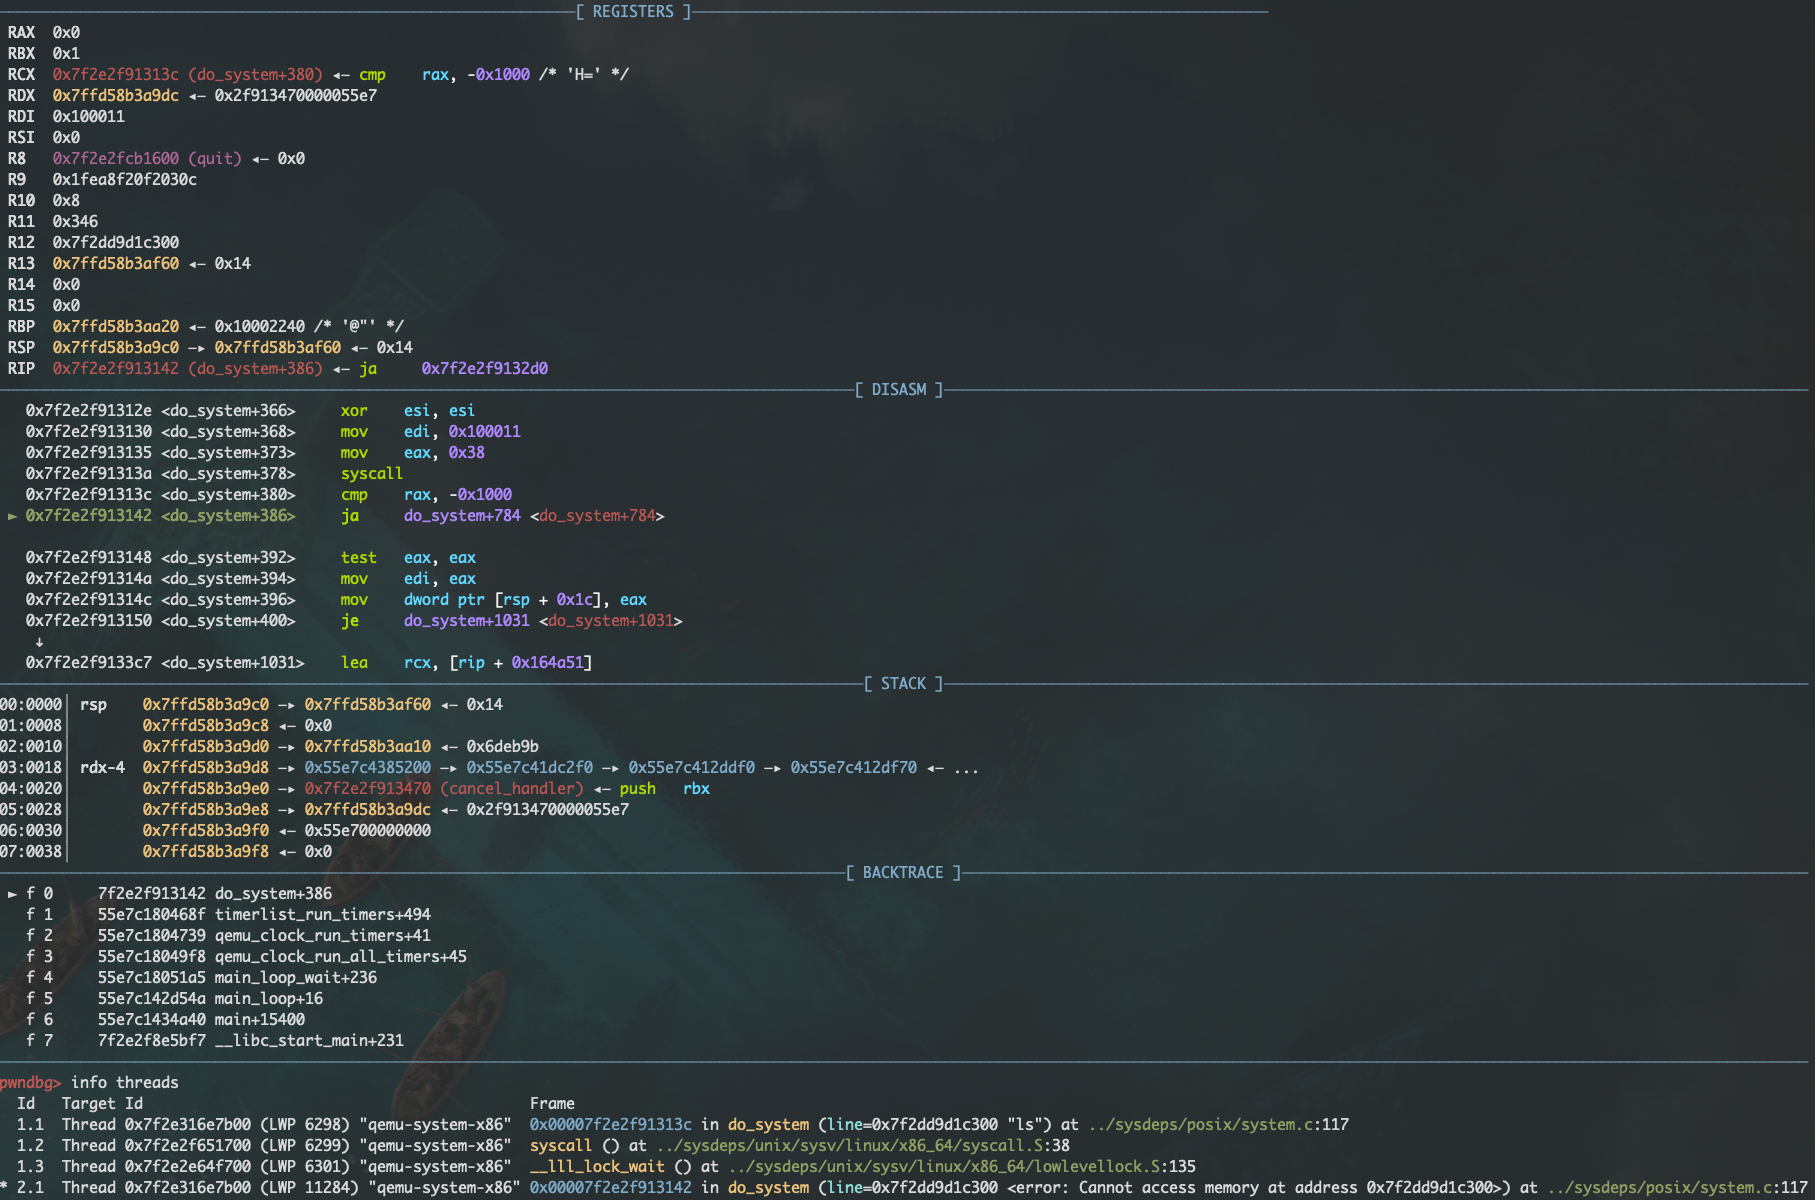 [ REGISTERS ]
RAX  0x0
RBX  0x1
RCX  0x7f2e2f91313c (do_system+380) ◂— cmp    rax, -0x1000 /* 'H=' */
RDX  0x7ffd58b3a9dc ◂— 0x2f913470000055e7
RDI  0x100011
RSI  0x0
R8   0x7f2e2fcb1600 (quit) ◂— 0x0
R9   0x1fea8f20f2030c
R10  0x8
R11  0x346
R12  0x7f2dd9d1c300
R13  0x7ffd58b3af60 ◂— 0x14
R14  0x0
R15  0x0
RBP  0x7ffd58b3aa20 ◂— 0x10002240 /* '@"' */
RSP  0x7ffd58b3a9c0 —▸ 0x7ffd58b3af60 ◂— 0x14
RIP  0x7f2e2f913142 (do_system+386) ◂— ja     0x7f2e2f9132d0
[ DISASM ]
0x7f2e2f91312e <do_system+366>     xor    esi, esi
0x7f2e2f913130 <do_system+368>     mov    edi, 0x100011
0x7f2e2f913135 <do_system+373>     mov    eax, 0x38
0x7f2e2f91313a <do_system+378>     syscall
0x7f2e2f91313c <do_system+380>     cmp    rax, -0x1000
► 0x7f2e2f913142 <do_system+386>     ja     do_system+784 <do_system+784>
0x7f2e2f913148 <do_system+392>     test   eax, eax
0x7f2e2f91314a <do_system+394>     mov    edi, eax
0x7f2e2f91314c <do_system+396>     mov    dword ptr [rsp + 0x1c], eax
0x7f2e2f913150 <do_system+400>     je     do_system+1031 <do_system+1031>
↓
0x7f2e2f9133c7 <do_system+1031>    lea    rcx, [rip + 0x164a51]
[ STACK ]
00:0000│ rsp    0x7ffd58b3a9c0 —▸ 0x7ffd58b3af60 ◂— 0x14
01:0008│        0x7ffd58b3a9c8 ◂— 0x0
02:0010│        0x7ffd58b3a9d0 —▸ 0x7ffd58b3aa10 ◂— 0x6deb9b
03:0018│ rdx-4  0x7ffd58b3a9d8 —▸ 0x55e7c4385200 —▸ 0x55e7c41dc2f0 —▸ 0x55e7c412ddf0 —▸ 0x55e7c412df70 ◂— ...
04:0020│        0x7ffd58b3a9e0 —▸ 0x7f2e2f913470 (cancel_handler) ◂— push   rbx
05:0028│        0x7ffd58b3a9e8 —▸ 0x7ffd58b3a9dc ◂— 0x2f913470000055e7
06:0030│        0x7ffd58b3a9f0 ◂— 0x55e700000000
07:0038│        0x7ffd58b3a9f8 ◂— 0x0
[ BACKTRACE ]
► f 0     7f2e2f913142 do_system+386
f 1     55e7c180468f timerlist_run_timers+494
f 2     55e7c1804739 qemu_clock_run_timers+41
f 3     55e7c18049f8 qemu_clock_run_all_timers+45
f 4     55e7c18051a5 main_loop_wait+236
f 5     55e7c142d54a main_loop+16
f 6     55e7c1434a40 main+15400
f 7     7f2e2f8e5bf7 __libc_start_main+231
pwndbg> info threads
Id   Target Id                                           Frame
1.1  Thread 0x7f2e316e7b00 (LWP 6298) "qemu-system-x86"  0x00007f2e2f91313c in do_system (line=0x7f2dd9d1c300 "ls") at ../sysdeps/posix/system.c:117
1.2  Thread 0x7f2e2f651700 (LWP 6299) "qemu-system-x86"  syscall () at ../sysdeps/unix/sysv/linux/x86_64/syscall.S:38
1.3  Thread 0x7f2e2e64f700 (LWP 6301) "qemu-system-x86"  __lll_lock_wait () at ../sysdeps/unix/sysv/linux/x86_64/lowlevellock.S:135
* 2.1  Thread 0x7f2e316e7b00 (LWP 11284) "qemu-system-x86" 0x00007f2e2f913142 in do_system (line=0x7f2dd9d1c300 <error: Cannot access memory at address 0x7f2dd9d1c300>) at ../sysdeps/posix/system.c:117